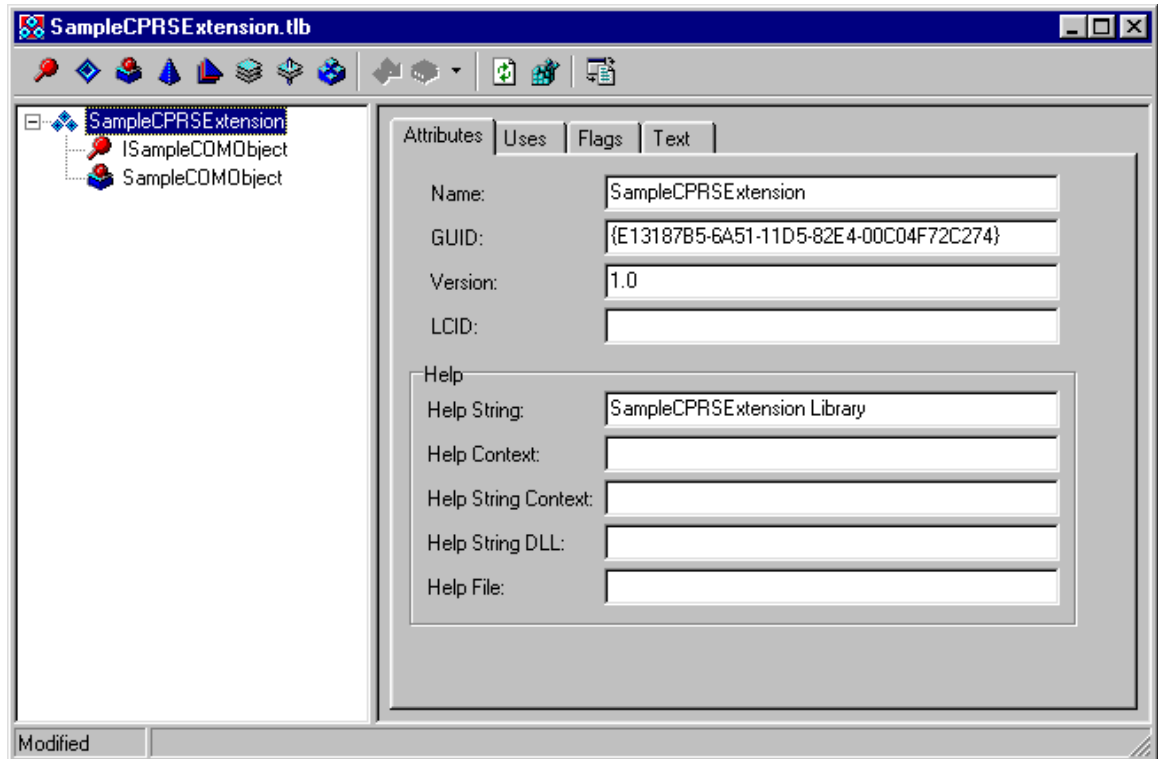 SampleCPRSExtension.tlb
SampleCPRSExtension
ISampleCOMObject
SampleCOMObject
Attributes Uses Flags Text
Name: SampleCPRSExtension
GUID: {E13187B5-6A51-11D5-82E4-00C04F72C274}
Version: 1.0
LCID:
Help
Help String: SampleCPRSExtension Library
Help Context:
Help String Context:
Help String DLL:
Help File:
Modified